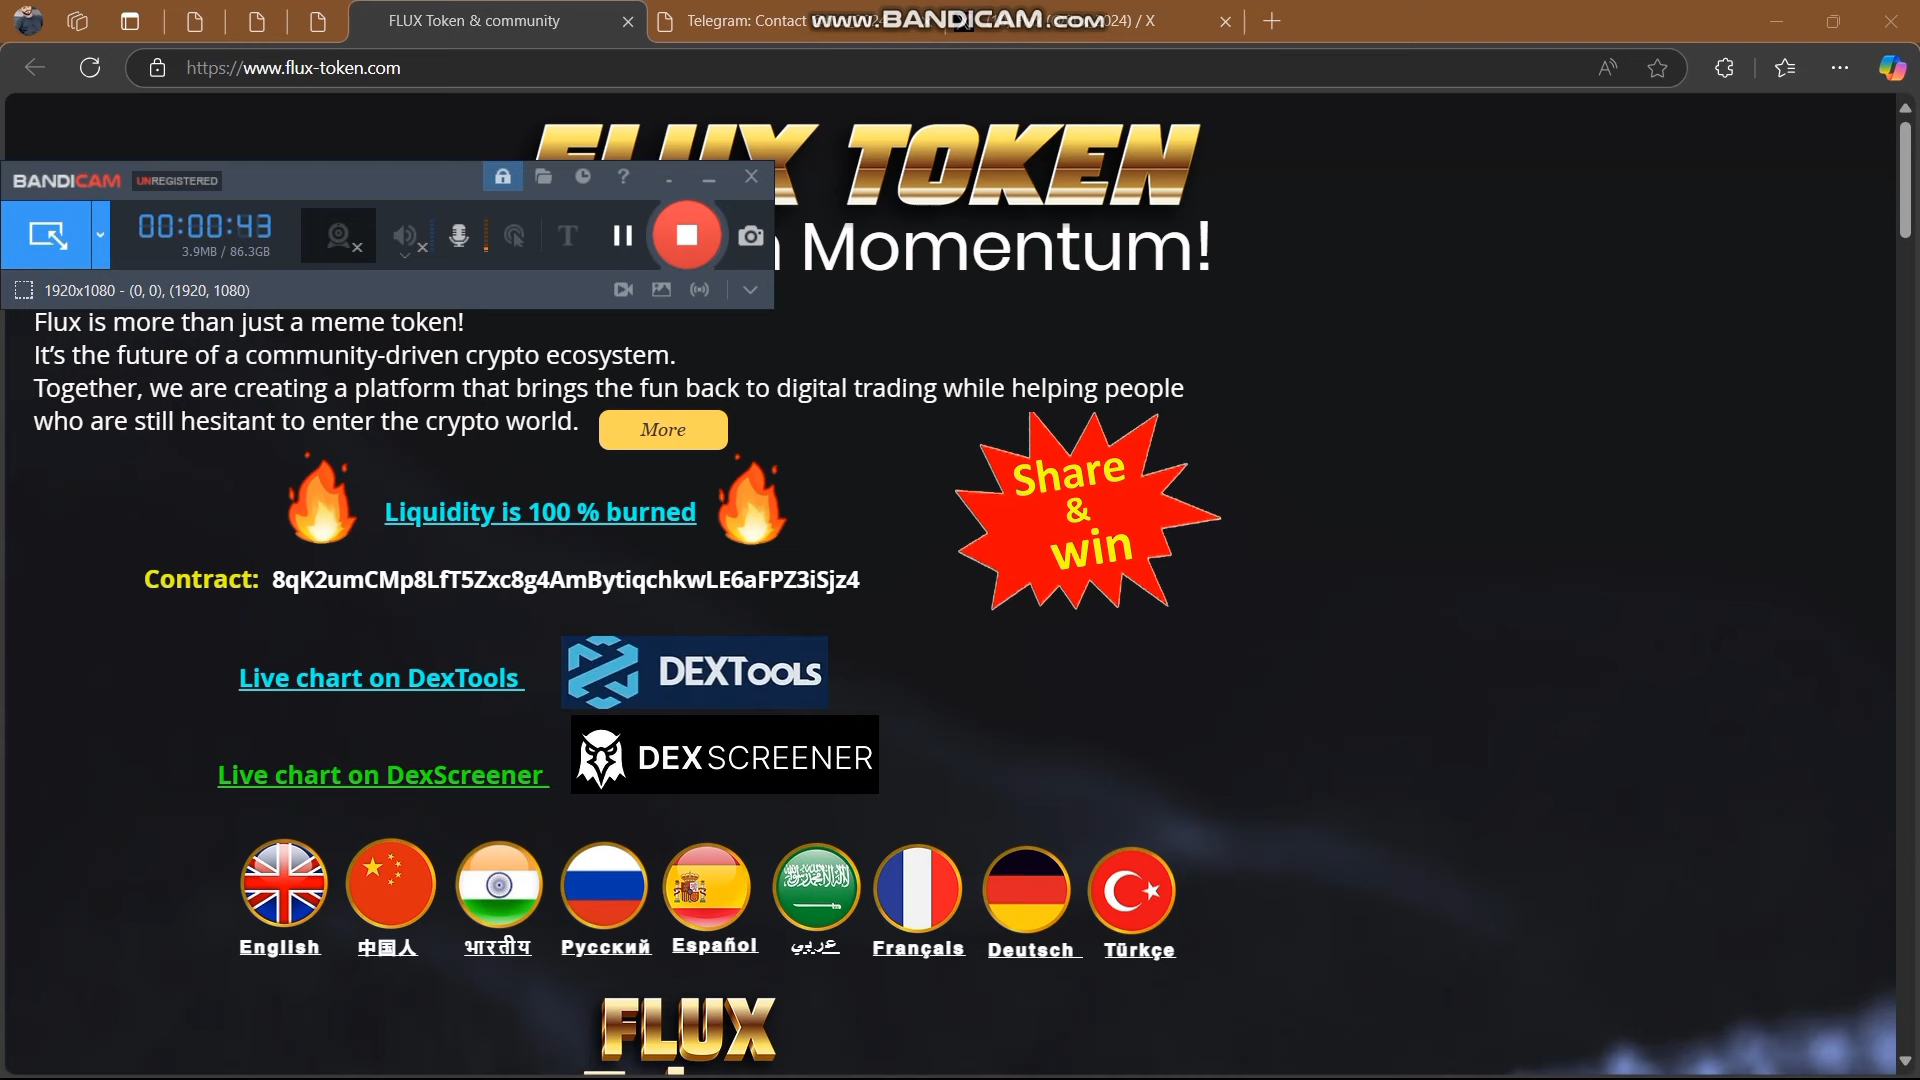 FLUX Token & community
Telegram: Contact
WWW.BANDICAM.COM
024) / X
https://www.flux-token.com
FLUX TOKEN
Momentum!
BANDICAM UNREGISTERED
00:00:43
3.9MB / 86.3GB
1920x1080 - (0, 0), (1920, 1080)
Flux is more than just a meme token!
It's the future of a community-driven crypto ecosystem.
Together, we are creating a platform that brings the fun back to digital trading while helping people
who are still hesitant to enter the crypto world.
More
Share
&
win
Liquidity is 100 % burned
Contract: 8qK2umCMp8LfT5Zxc8g4AmBytiqchkwLE6aFPZ3iSjz4
Live chart on DexTools
DEXTOOLS
Live chart on DexScreener
DEXSCREENER
English
中国人
भारतीय
Русский
Español
عربي
Français
Deutsch
Türkçe
FLUX